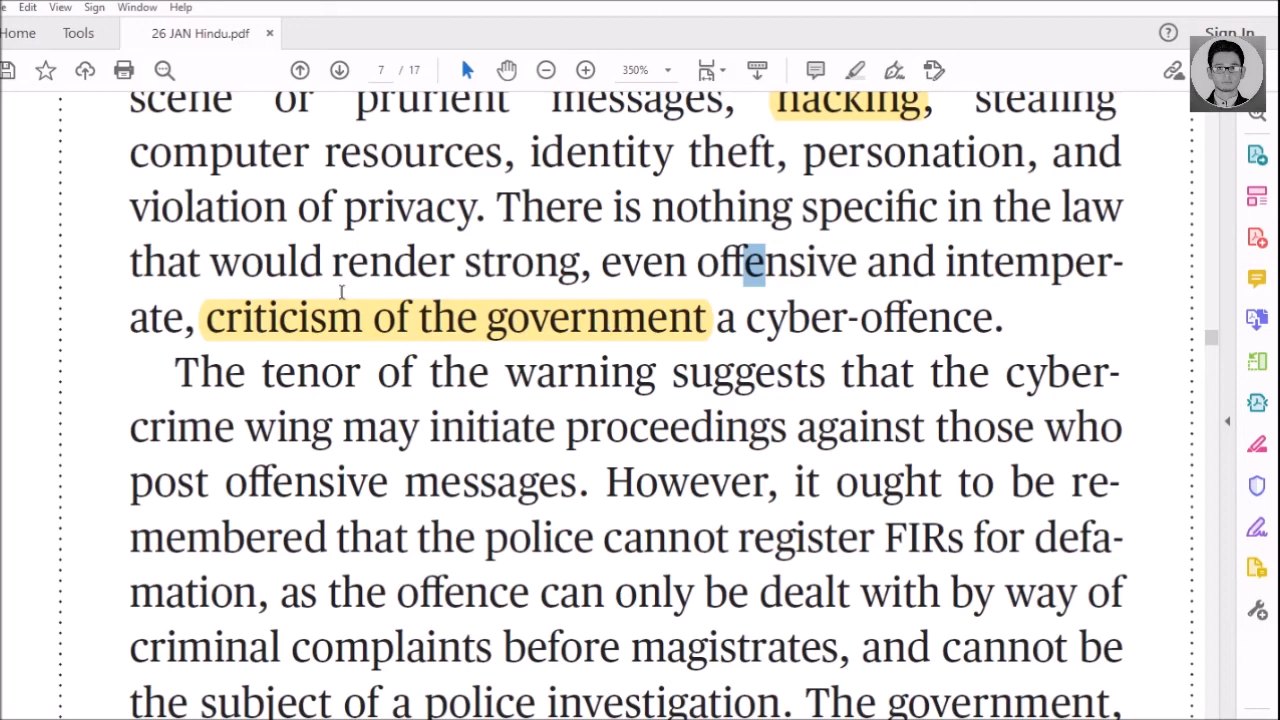 Edit View Sign Window Help
Home Tools 26 JAN Hindu.pdf × Sign In
7 / 17 350%
scene or prurient messages, hacking, stealing
computer resources, identity theft, personation, and
violation of privacy. There is nothing specific in the law
that would render strong, even offensive and intemper-
ate, criticism of the government a cyber-offence.
The tenor of the warning suggests that the cyber-
crime wing may initiate proceedings against those who
post offensive messages. However, it ought to be re-
membered that the police cannot register FIRs for defa-
mation, as the offence can only be dealt with by way of
criminal complaints before magistrates, and cannot be
the subject of a police investigation. The government,